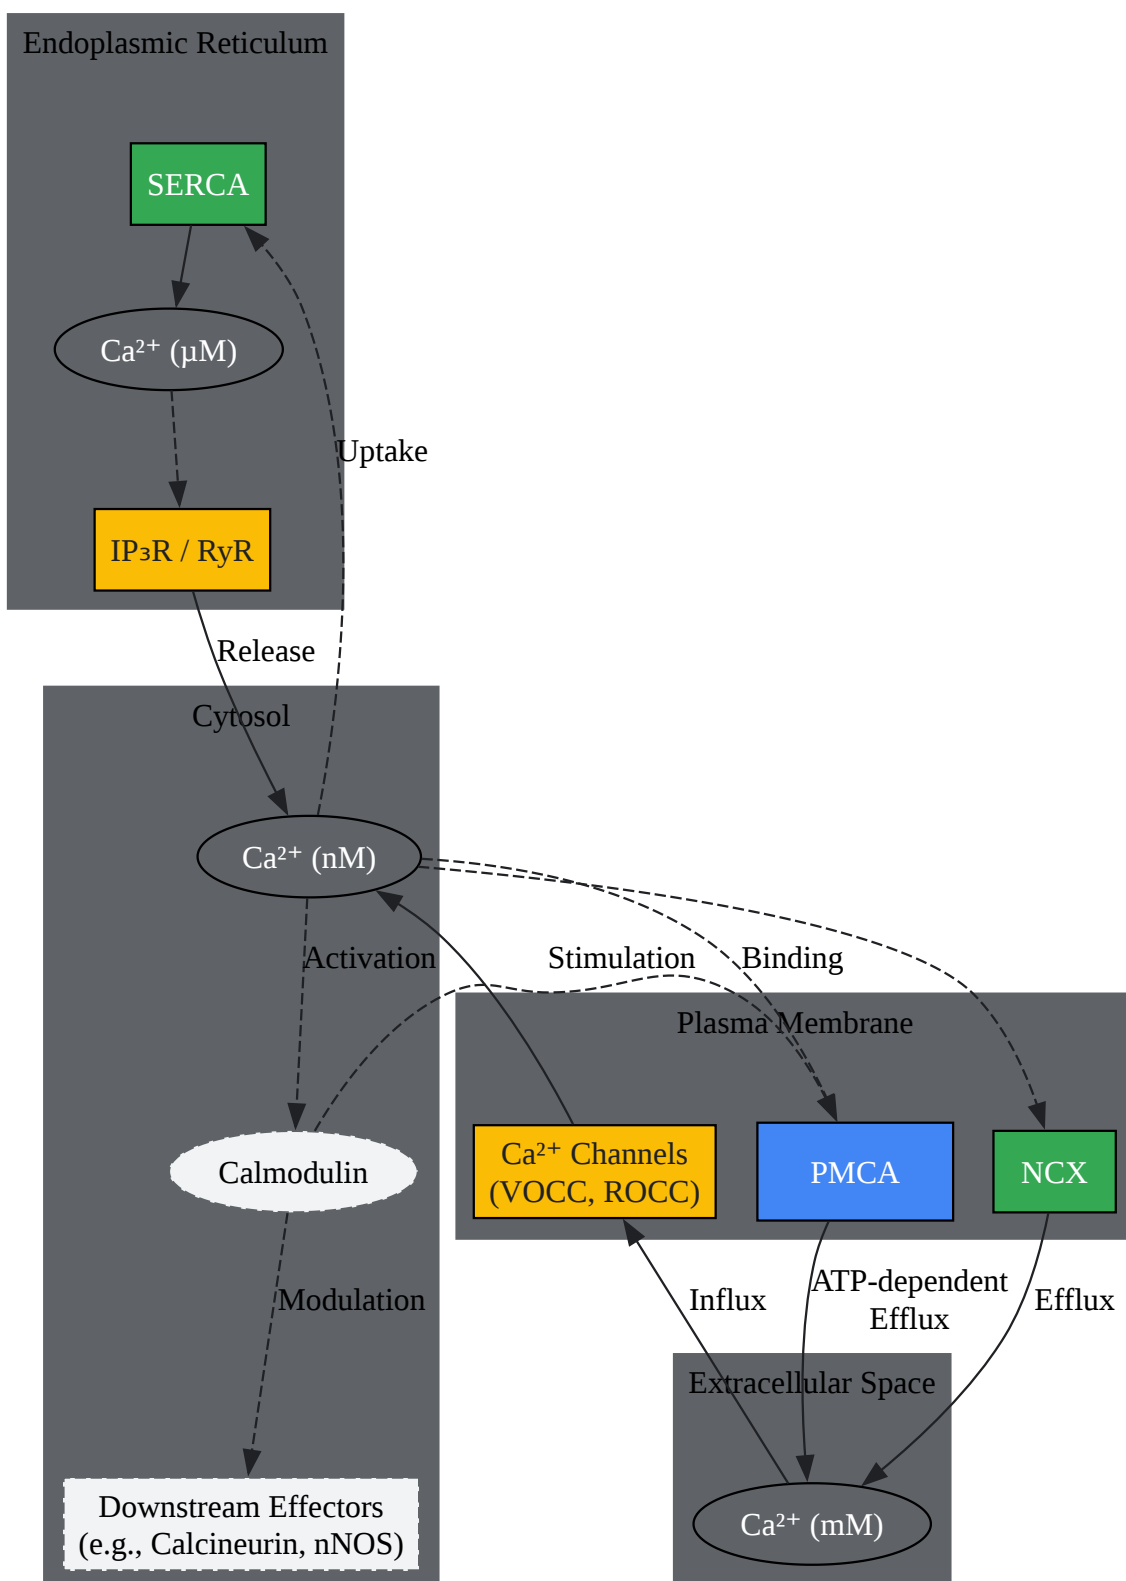 Endoplasmic Reticulum
SERCA
Ca²⁺ (µM)
Uptake
IP₃R / RyR
Release
Cytosol
Ca²⁺ (nM)
Activation
Stimulation
Binding
Plasma Membrane
Calmodulin
Ca²⁺ Channels
(VOCC, ROCC)
PMCA
NCX
Modulation
Influx
ATP-dependent
Efflux
Efflux
Extracellular Space
Downstream Effectors
(e.g., Calcineurin, nNOS)
Ca²⁺ (mM)